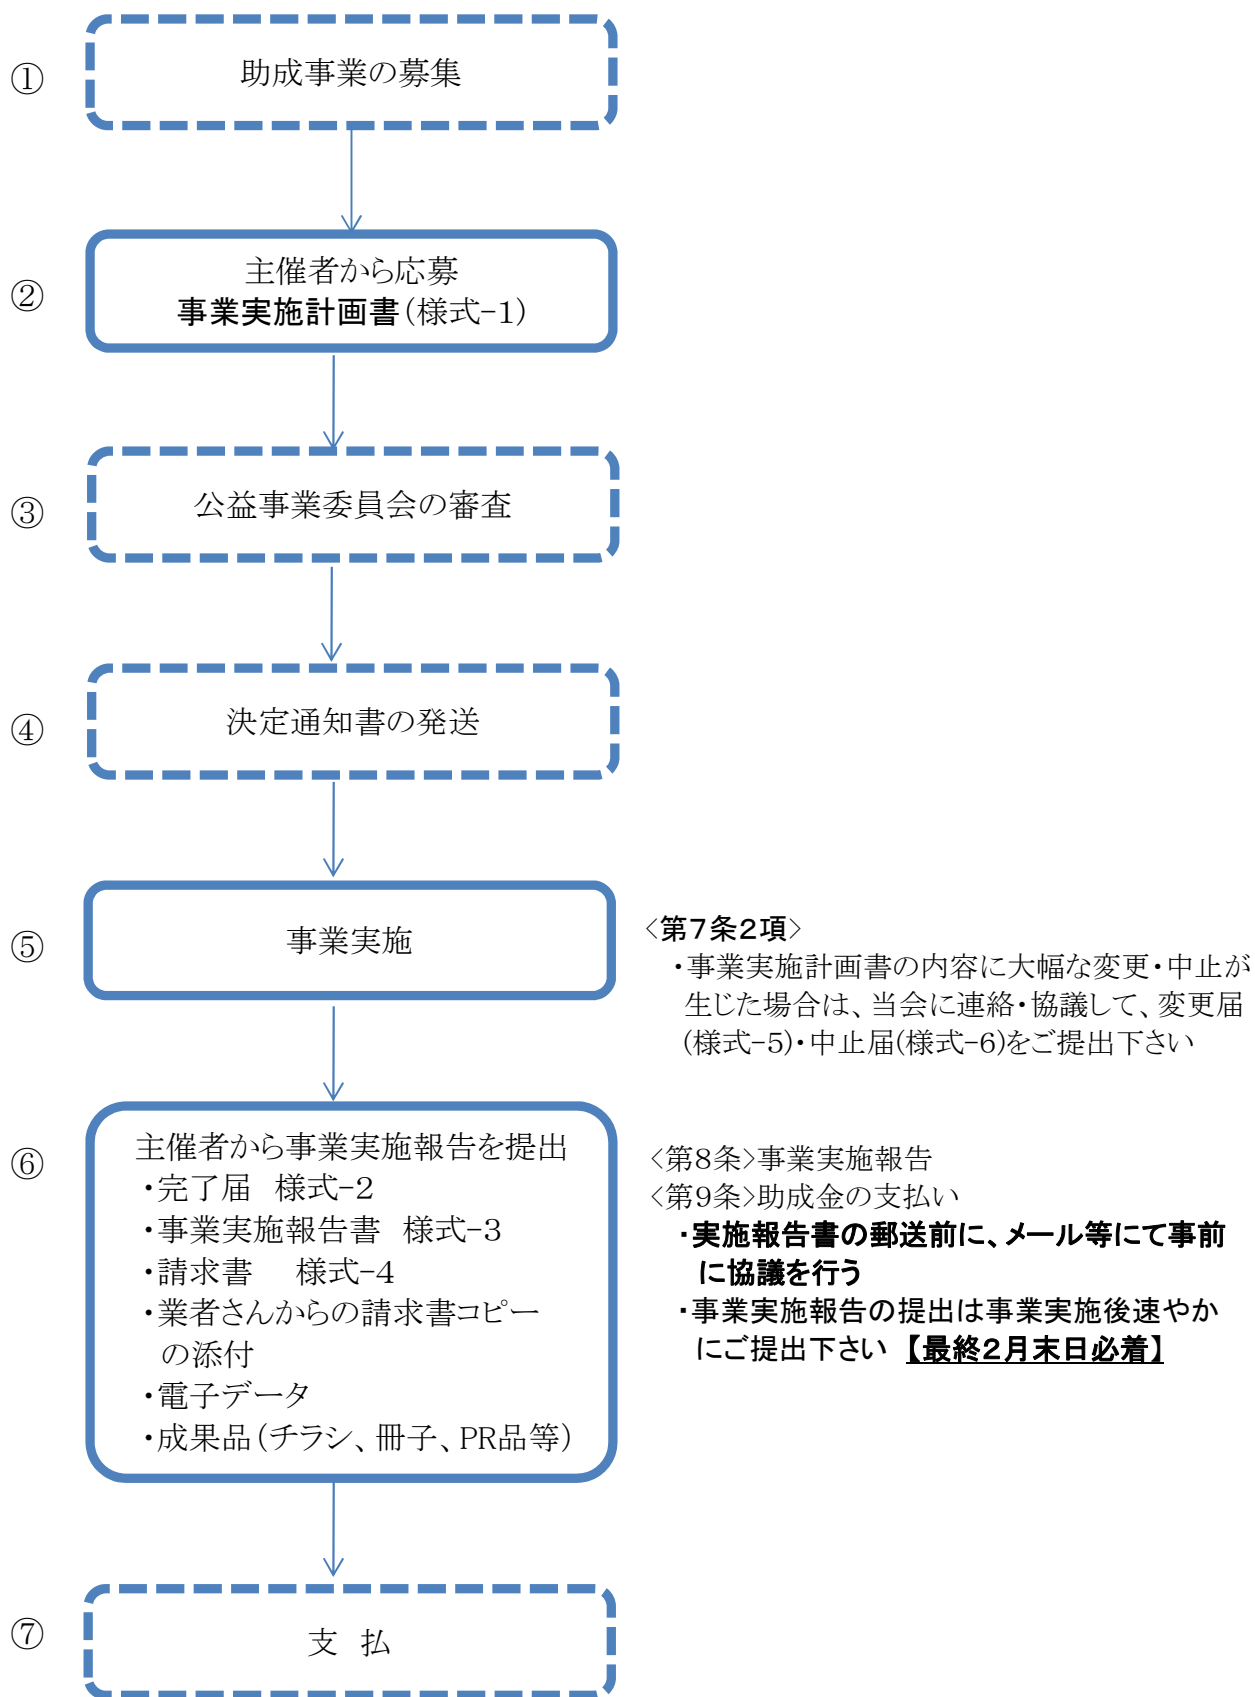 ①
助成事業の募集
②
主催者から応募
事業実施計画書(様式-1)
③
公益事業委員会の審査
④
決定通知書の発送
⑤
事業実施
<第7条2項>
・事業実施計画書の内容に大幅な変更・中止が
生じた場合は、当会に連絡・協議して、変更届
(様式-5)・中止届(様式-6)をご提出下さい
⑥
主催者から事業実施報告を提出
・完了届 様式-2
・事業実施報告書 様式-3
・請求書 様式-4
・業者さんからの請求書コピー
の添付
・電子データ
・成果品(チラシ、冊子、PR品等)
<第8条>事業実施報告
<第9条>助成金の支払い
・実施報告書の郵送前に、メール等にて事前
に協議を行う
・事業実施報告の提出は事業実施後速やか
にご提出下さい 【最終2月末日必着】
⑦
支 払